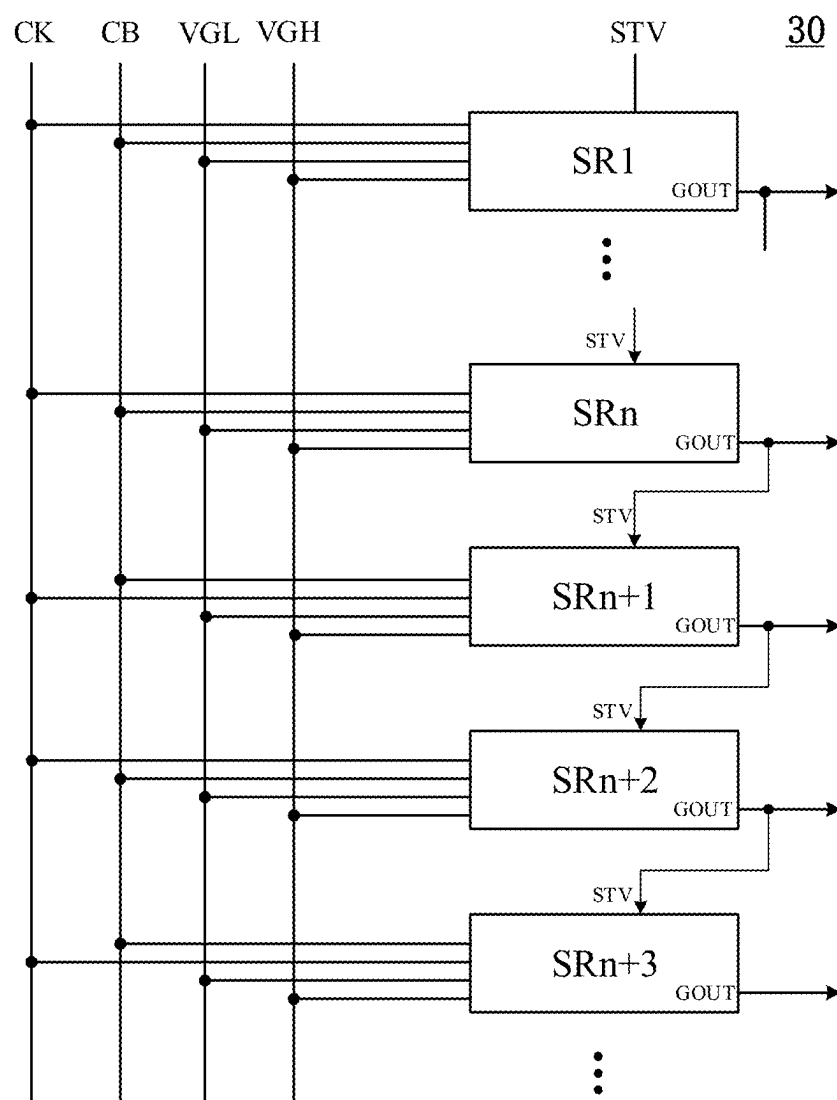 CK CB VGL VGH STV 30
SR1
GOUT
STV
SRn
GOUT
STV
SRn+1
GOUT
STV
SRn+2
GOUT
STV
SRn+3
GOUT